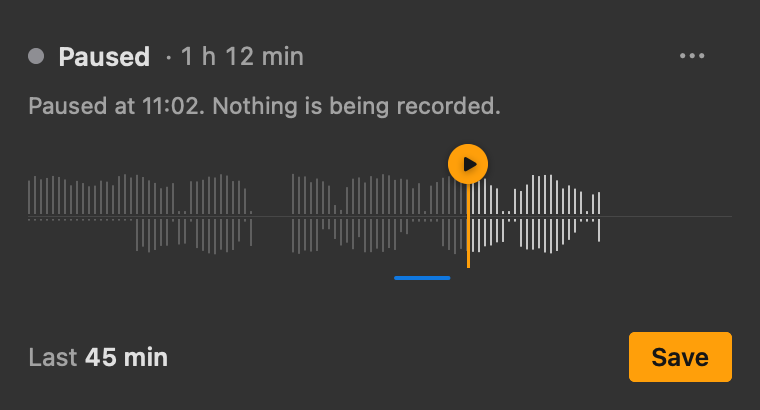 Paused · 1 h 12 min
Paused at 11:02. Nothing is being recorded.
Last 45 min
Save